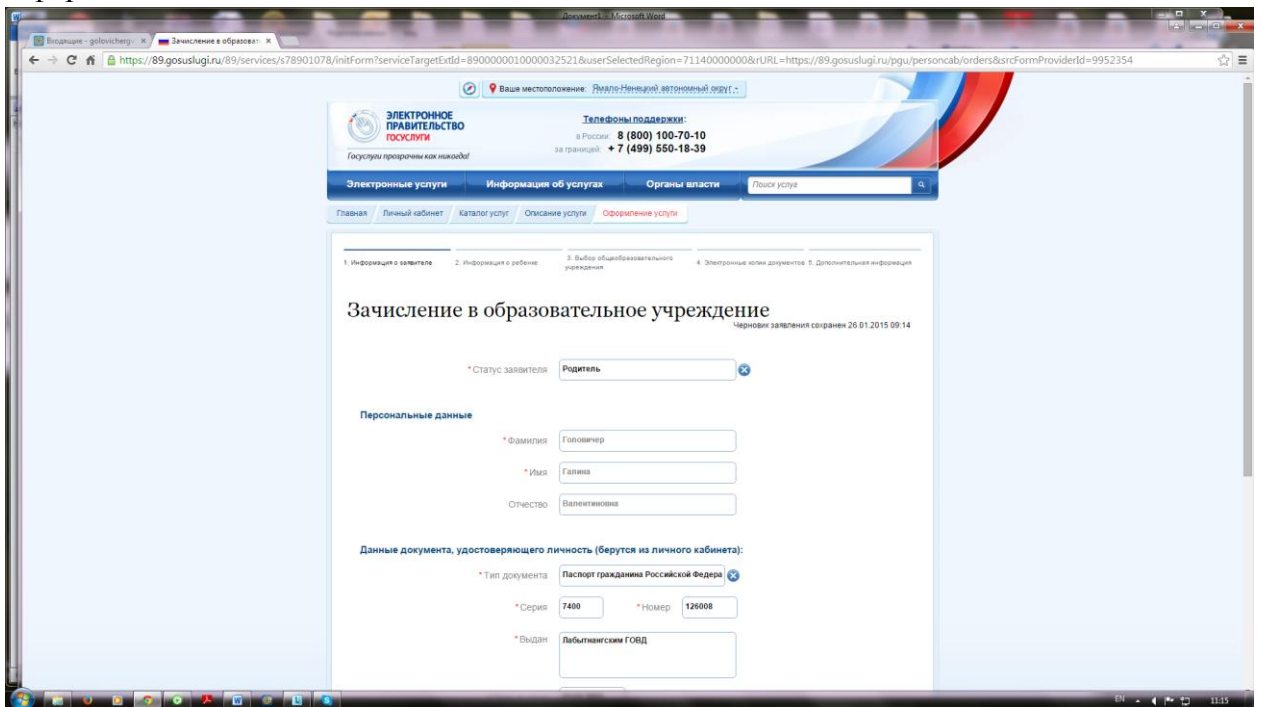 Документ1 - Microsoft Word
Входящие - golovicherg
Зачисление в образоват
https://89.gosuslugi.ru/89/services/s78901078/initForm?serviceTargetExtId=8900000010000032521&userSelectedRegion=71140000000&rURL=https://89.gosuslugi.ru/pgu/personcab/orders&srcFormProviderId=9952354
Ваше местоположение: Ямало-Ненецкий автономный округ
ЭЛЕКТРОННОЕ
ПРАВИТЕЛЬСТВО
ГОСУСЛУГИ
Госуслуги прозрачны как никогда!
Телефоны поддержки:
в России: 8 (800) 100-70-10
за границей: + 7 (499) 550-18-39
Электронные услуги Информация об услугах Органы власти Поиск услуг
Главная Личный кабинет Каталог услуг Описание услуги Оформление услуги
1. Информация о заявителе 2. Информация о ребенке 3. Выбор общеобразовательного учреждения 4. Электронные копии документов 5. Дополнительная информация
Зачисление в образовательное учреждение
Черновик заявления сохранен 26.01.2015 09:14
* Статус заявителя Родитель
Персональные данные
* Фамилия Головичер
* Имя Галина
Отчество Валентиновна
Данные документа, удостоверяющего личность (берутся из личного кабинета):
* Тип документа Паспорт гражданина Российской Федера
* Серия 7400 * Номер 126008
* Выдан Лабытнангским ГОВД
EN 11:15